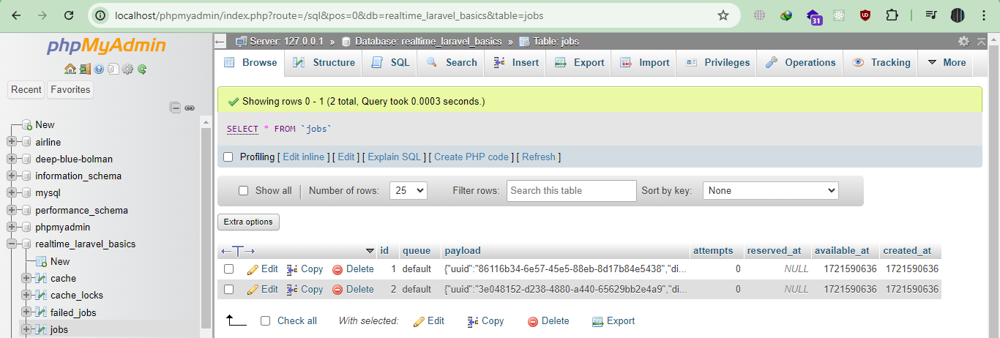 localhost/phpmyadmin/index.php?route=/sql&pos=0&db=realtime_laravel_basics&table=jobs
31
phpMyAdmin
Recent Favorites
New
airline
deep-blue-bolman
information_schema
mysql
performance_schema
phpmyadmin
realtime_laravel_basics
New
cache
cache_locks
failed_jobs
jobs
Server: 127.0.0.1 » Database: realtime_laravel_basics » Table: jobs
Browse Structure SQL Search Insert Export Import Privileges Operations Tracking More
Showing rows 0 - 1 (2 total, Query took 0.0003 seconds.)
SELECT * FROM `jobs`
Profiling [ Edit inline ] [ Edit ] [ Explain SQL ] [ Create PHP code ] [ Refresh ]
Show all Number of rows: 25 Filter rows: Search this table Sort by key: None
Extra options
←T→ id queue payload attempts reserved_at available_at created_at
Edit Copy Delete 1 default {"uuid":"86116b34-6e57-45e5-88eb-8d17b84e5438","di... 0 NULL 1721590636 1721590636
Edit Copy Delete 2 default {"uuid":"3e048152-d238-4880-a440-65629bb2e4a9","di... 0 NULL 1721590636 1721590636
Check all With selected: Edit Copy Delete Export